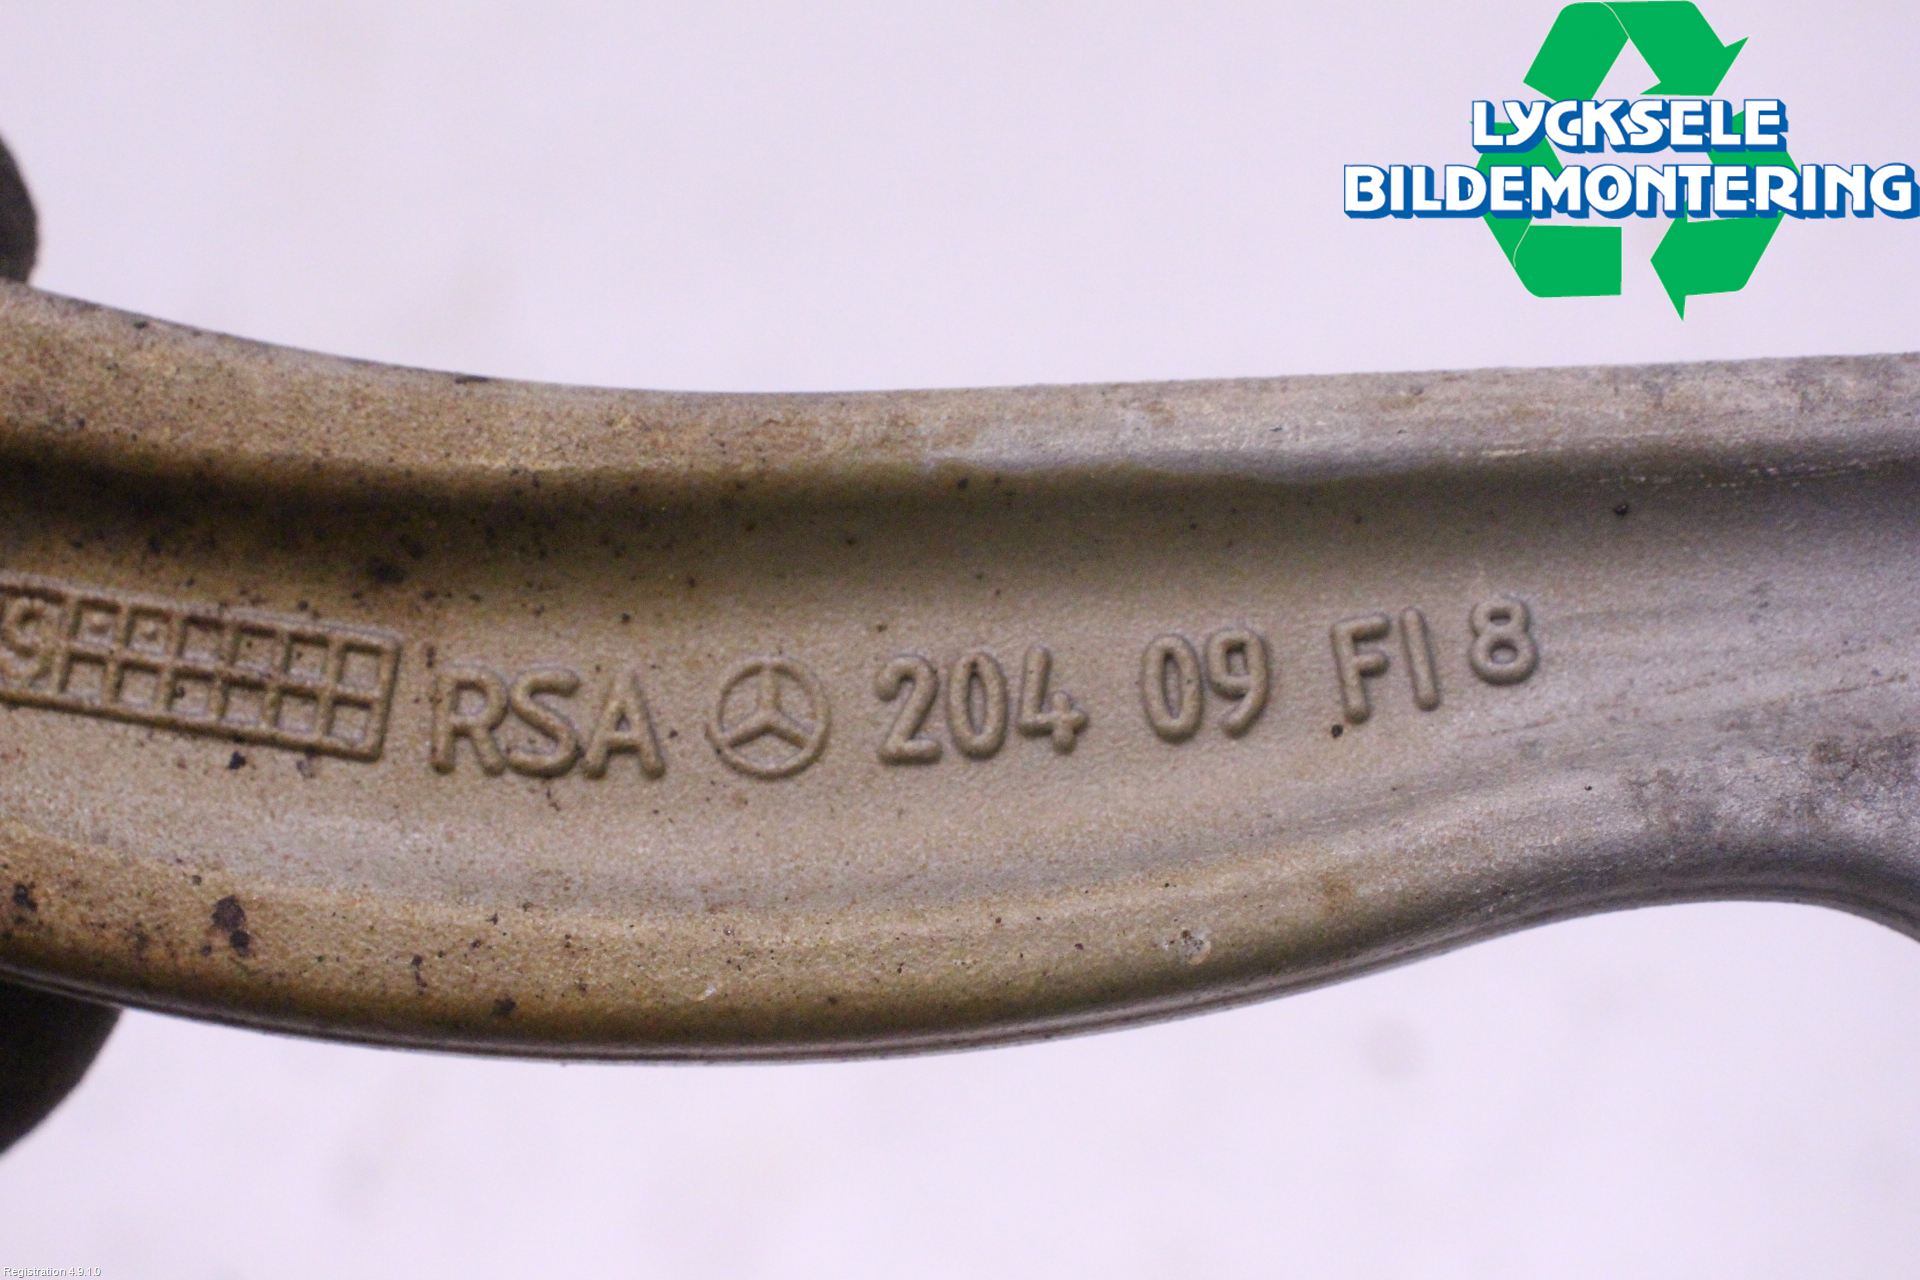 LYCKSELE
BILDEMONTERING
RSA 204 09 FI 8
Registration 4.9.1.0